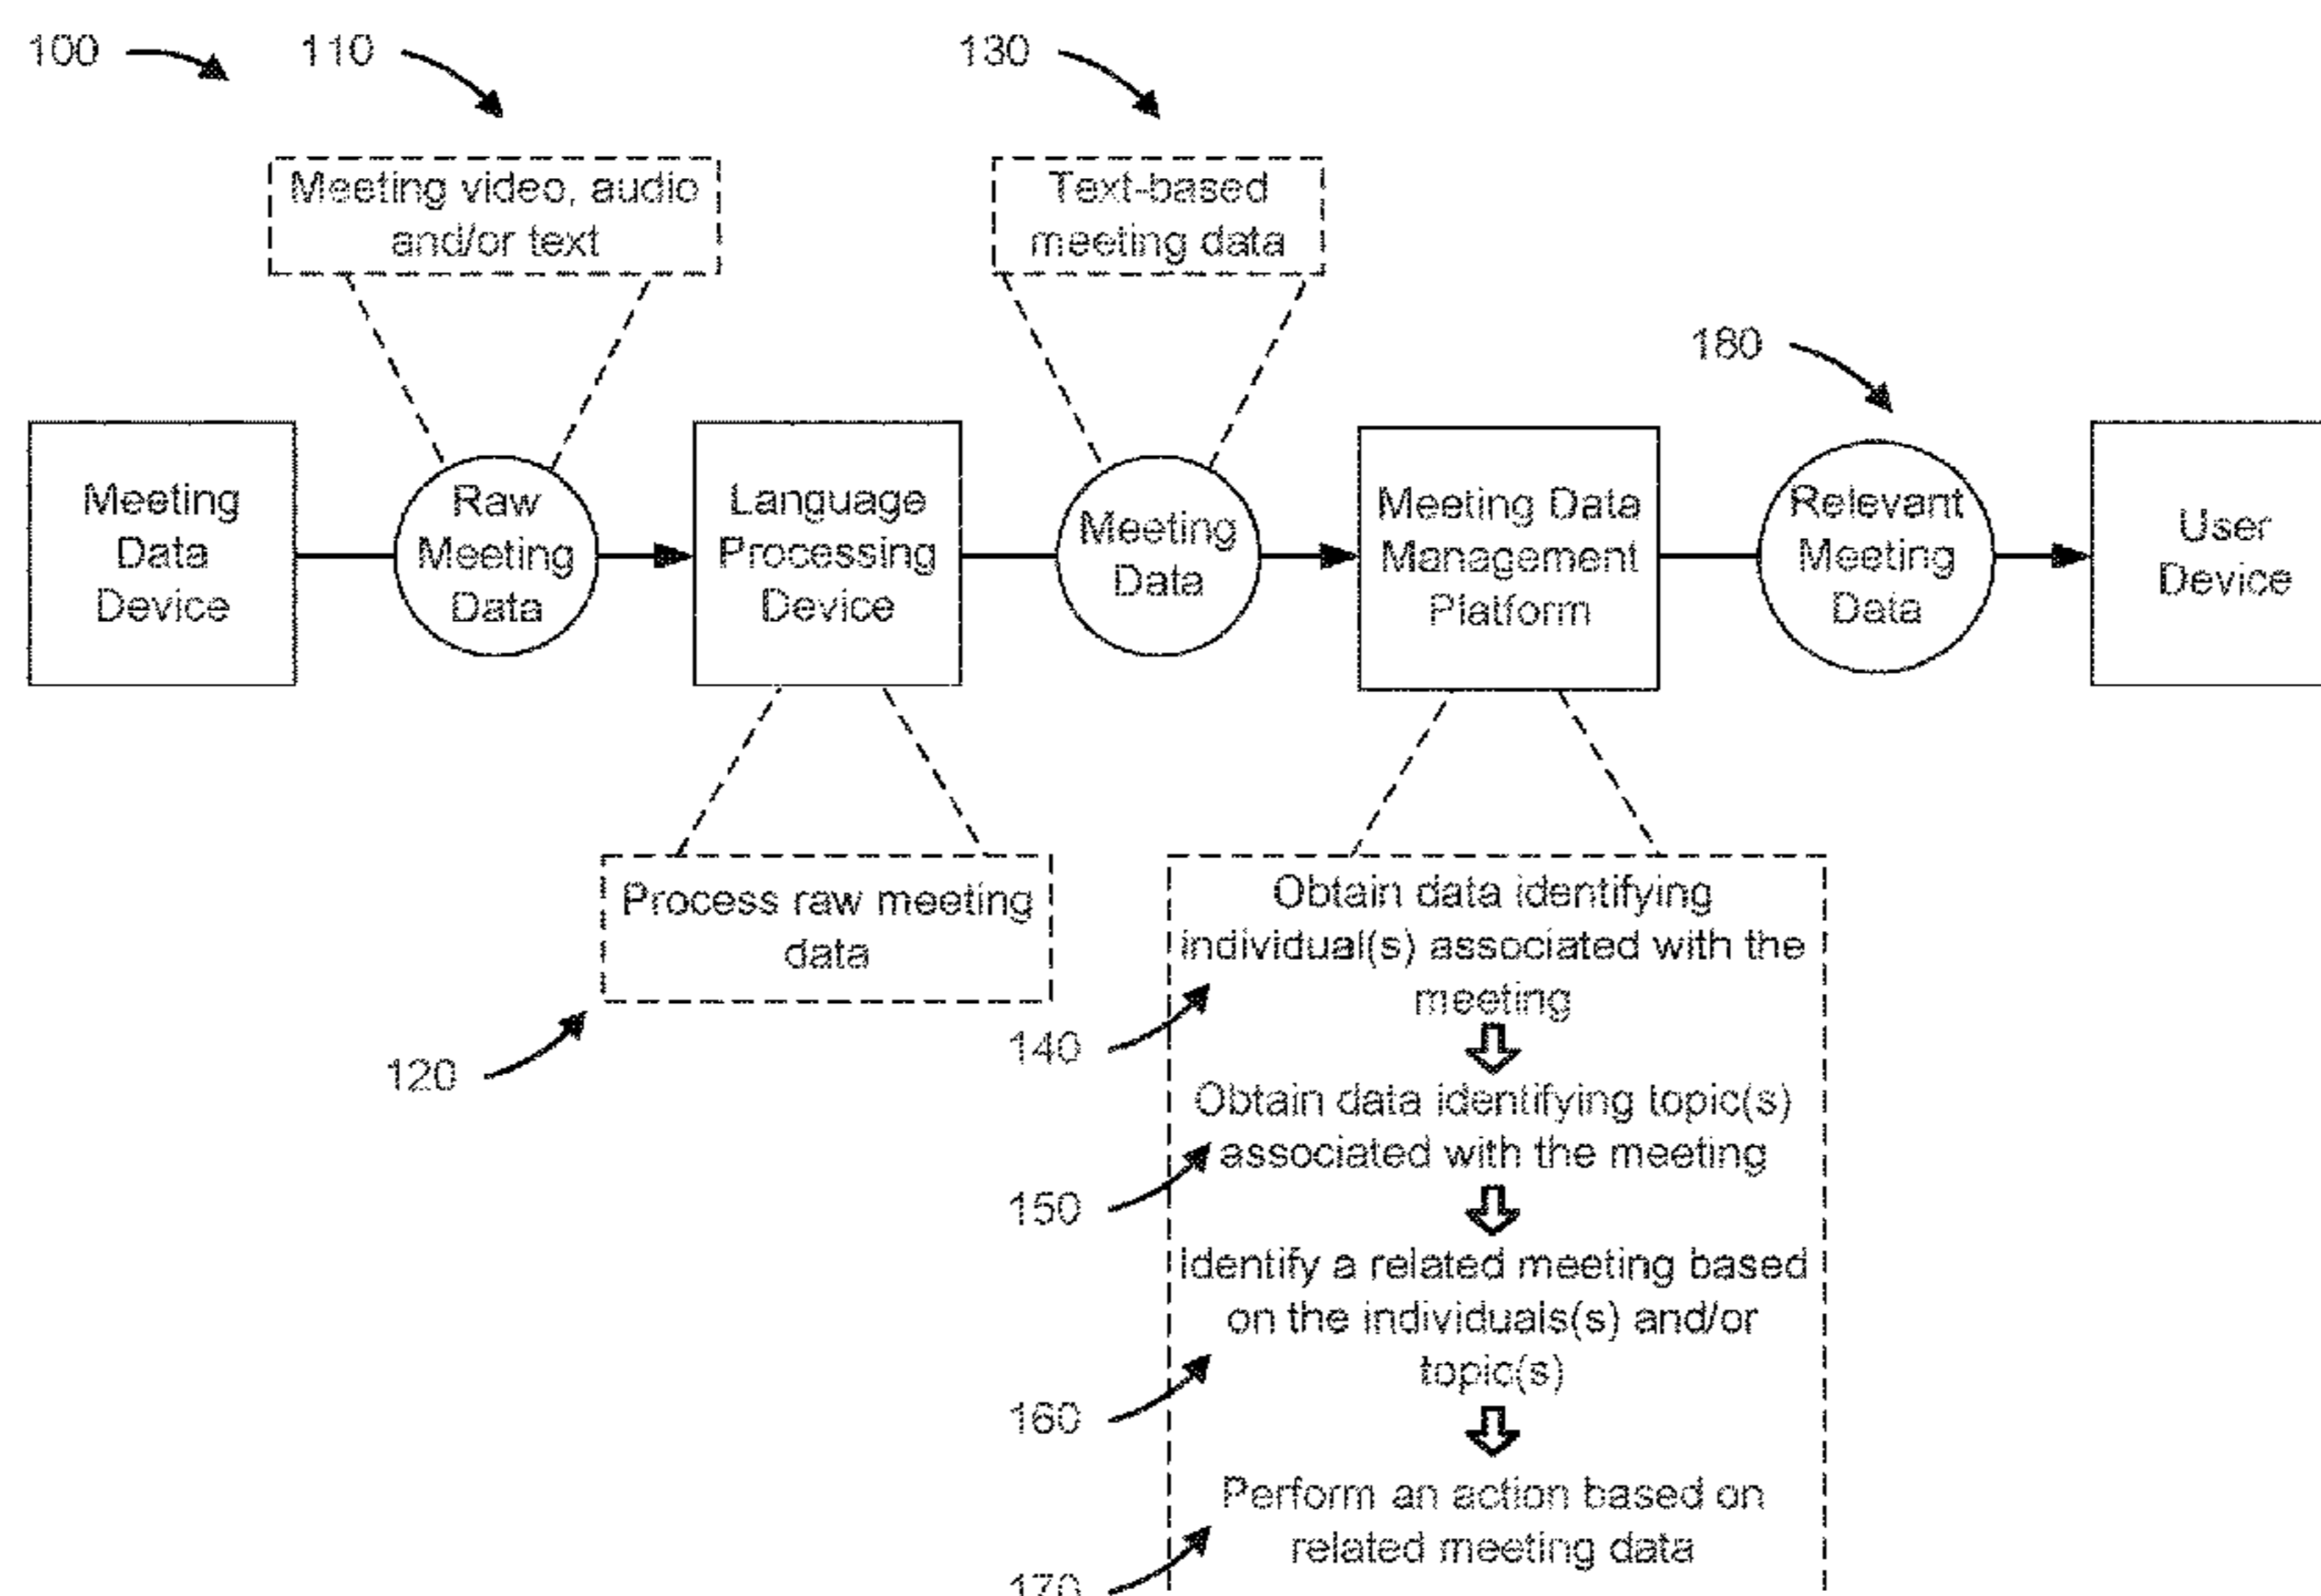 100
110
130
Meeting video, audio
and/or text
Text-based
meeting data
180
Meeting
Data
Device
Raw
Meeting
Data
Language
Processing
Device
Meeting
Data
Meeting Data
Management
Platform
Relevant
Meeting
Data
User
Device
Process raw meeting
data
120
Obtain data identifying
individual(s) associated with the
meeting
140
Obtain data identifying topic(s)
associated with the meeting
150
Identify a related meeting based
on the individuals(s) and/or
topic(s)
160
Perform an action based on
related meeting data
170